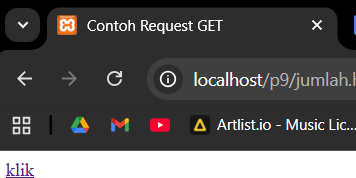 Contoh Request GET
localhost/p9/jumlah.h
Artlist.io - Music Lic...
klik